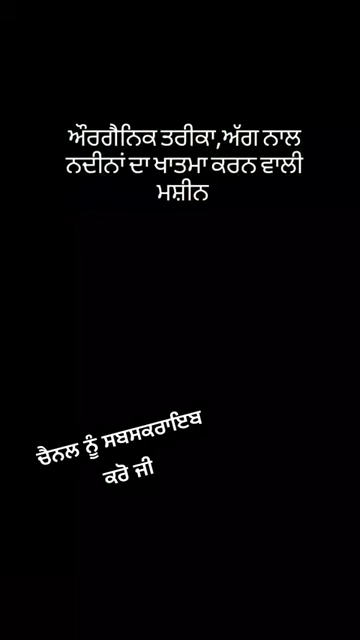 ਔਰਗੈਨਿਕ ਤਰੀਕਾ,ਅੱਗ ਨਾਲ
ਨਦੀਨਾਂ ਦਾ ਖਾਤਮਾ ਕਰਨ ਵਾਲੀ
ਮਸ਼ੀਨ
ਚੈਨਲ ਨੂੰ ਸਬਸਕਰਾਇਬ
ਕਰੋ ਜੀ